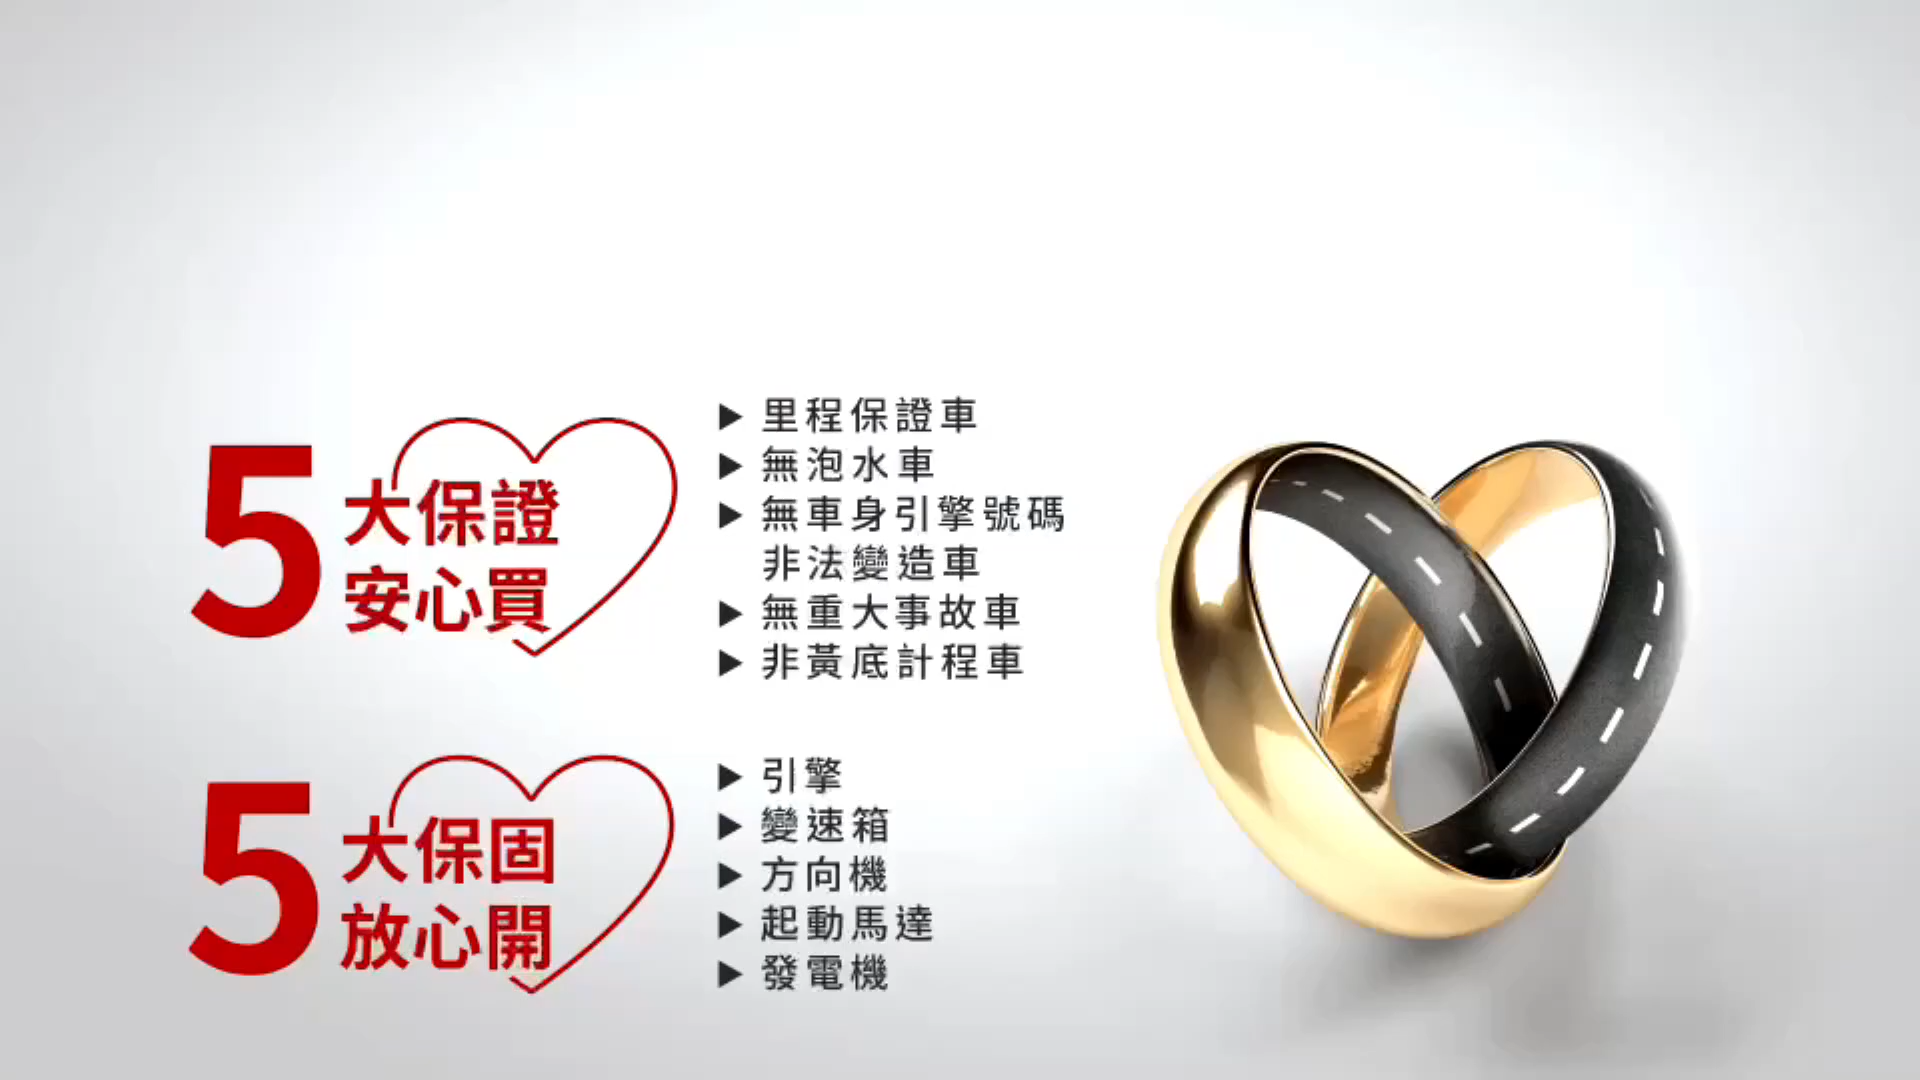 5大保證
安心買
▶ 里程保證車
▶ 無泡水車
▶ 無車身引擎號碼
非法變造車
▶ 無重大事故車
▶ 非黃底計程車
5大保固
放心開
▶ 引擎
▶ 變速箱
▶ 方向機
▶ 起動馬達
▶ 發電機